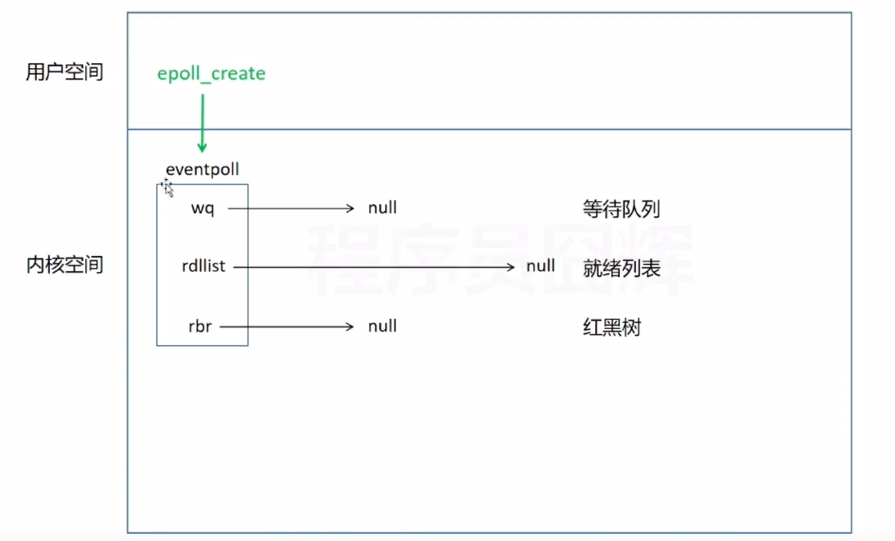 用户空间
epoll_create
eventpoll
wq
null
等待队列
内核空间
rdllist
null
就绪列表
rbr
null
红黑树
程序员囧辉